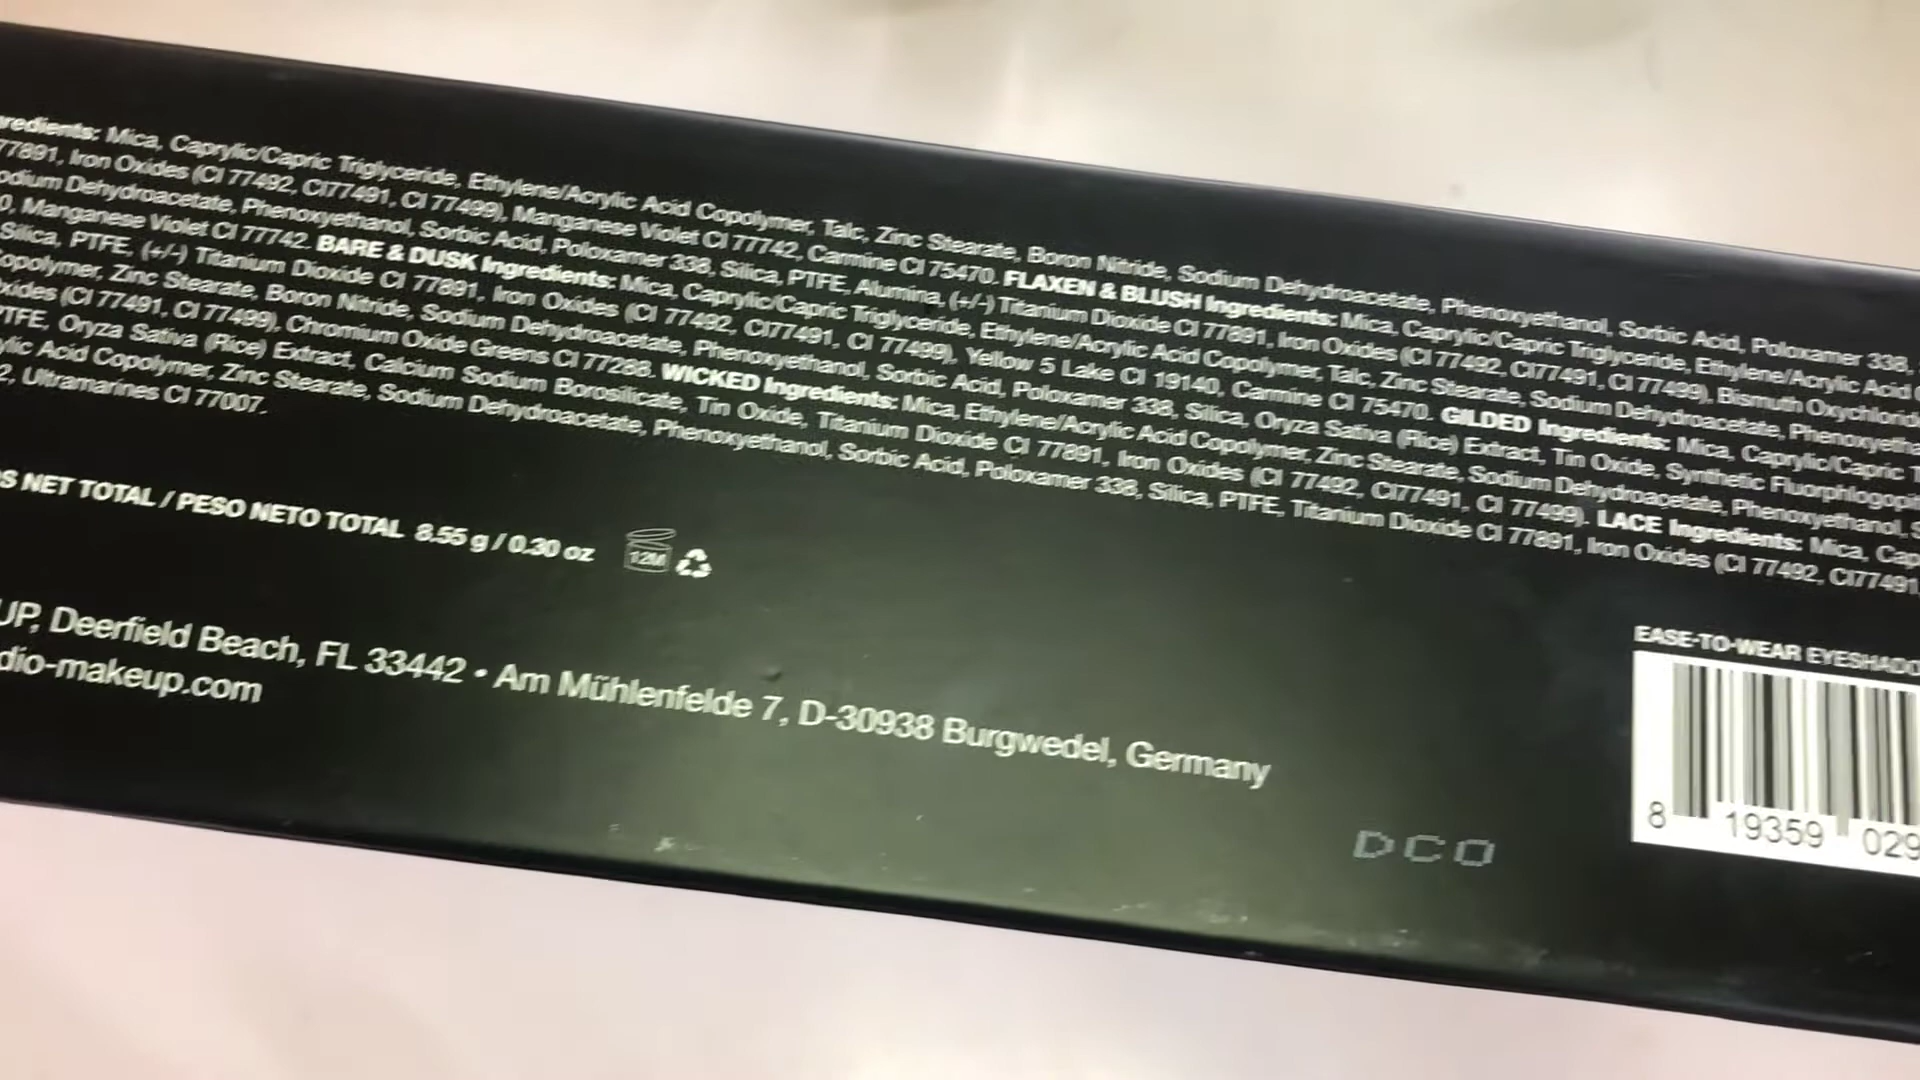 redients: Mica, Caprylic/Capric Triglyceride, Ethylene/Acrylic Acid Copolymer, Talc, Zinc Stearate, Boron Nitride, Sodium Dehydroacetate, Phenoxyethanol, Sorbic Acid, Poloxamer 338,
77891, Iron Oxides (CI 77492, CI77491, CI 77499), Manganese Violet CI 77742, Carmine CI 75470. FLAXEN & BLUSH Ingredients: Mica, Caprylic/Capric Triglyceride, Ethylene/Acrylic Acid
odium Dehydroacetate, Phenoxyethanol, Sorbic Acid, Poloxamer 338, Silica, PTFE, Alumina, (+/-) Titanium Dioxide CI 77891, Iron Oxides (CI 77492, CI77491, CI 77499), Bismuth Oxychlorid
0, Manganese Violet CI 77742. BARE & DUSK Ingredients: Mica, Caprylic/Capric Triglyceride, Ethylene/Acrylic Acid Copolymer, Talc, Zinc Stearate, Sodium Dehydroacetate, Phenoxyetha
Silica, PTFE, (+/-) Titanium Dioxide CI 77891, Iron Oxides (CI 77492, CI77491, CI 77499), Yellow 5 Lake CI 19140, Carmine CI 75470. GILDED Ingredients: Mica, Caprylic/Capric T
opolymer, Zinc Stearate, Boron Nitride, Sodium Dehydroacetate, Phenoxyethanol, Sorbic Acid, Poloxamer 338, Silica, Oryza Sativa (Rice) Extract, Tin Oxide, Synthetic Fluorphlogopit
xides (CI 77491, CI 77499), Chromium Oxide Greens CI 77288. WICKED Ingredients: Mica, Ethylene/Acrylic Acid Copolymer, Zinc Stearate, Sodium Dehydroacetate, Phenoxyethanol, S
PTFE, Oryza Sativa (Rice) Extract, Calcium Sodium Borosilicate, Tin Oxide, Titanium Dioxide CI 77891, Iron Oxides (CI 77492, CI77491, CI 77499). LACE Ingredients: Mica, Cap
ylic Acid Copolymer, Zinc Stearate, Sodium Dehydroacetate, Phenoxyethanol, Sorbic Acid, Poloxamer 338, Silica, PTFE, Titanium Dioxide CI 77891, Iron Oxides (CI 77492, CI77491,
2, Ultramarines CI 77007.
S NET TOTAL / PESO NETO TOTAL 8.55 g / 0.30 oz
12M
UP, Deerfield Beach, FL 33442 • Am Mühlenfelde 7, D-30938 Burgwedel, Germany
dio-makeup.com
DCO
EASE-TO-WEAR EYESHADO
8 19359 029